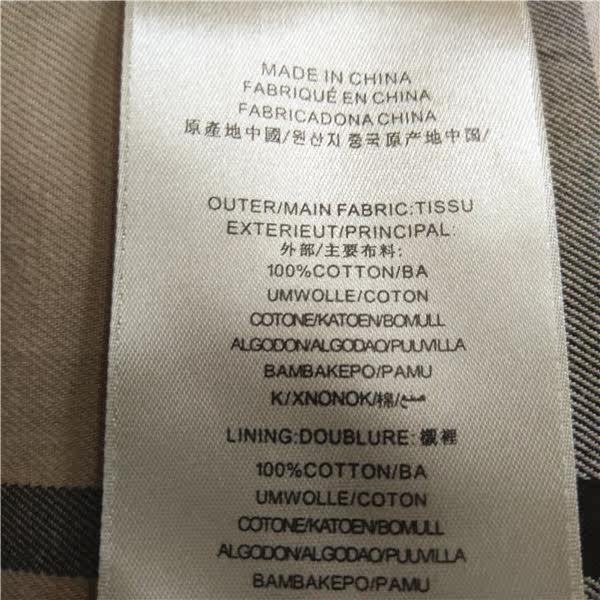 MADE IN CHINA
FABRIQUÉ EN CHINA
FABRICADONA CHINA
原產地中國/원산지 중국原产地中国/
OUTER/MAIN FABRIC:TISSU
EXTERIEUT/PRINCIPAL:
外部/主要布料:
100%COTTON/BA
UMWOLLE/COTON
COTONE/KATOEN/BOMULL
ALGODON/ALGODAO/PUUVILLA
BAMBAKEPO/PAMU
K/XNONOK/棉/صنع
LINING:DOUBLURE:襯裡
100%COTTON/BA
UMWOLLE/COTON
COTONE/KATOEN/BOMULL
ALGODON/ALGODAO/PUUVILLA
BAMBAKEPO/PAMU